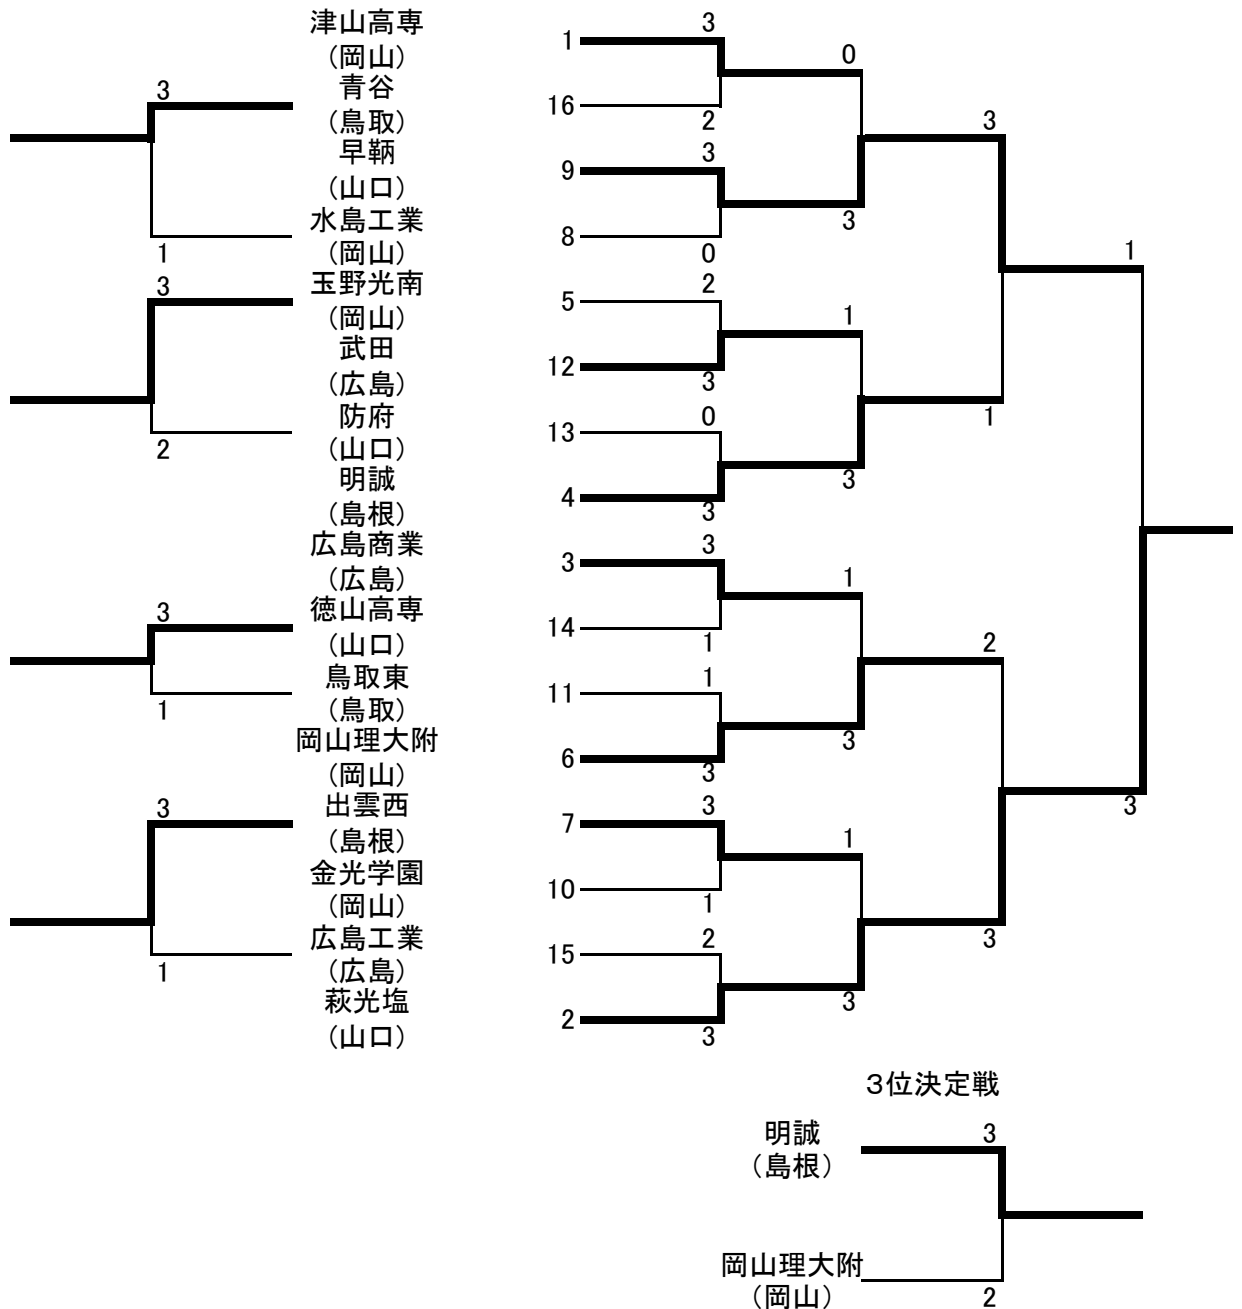 津山高専
(岡山)
青谷
(鳥取)
早鞆
(山口)
水島工業
(岡山)
玉野光南
(岡山)
武田
(広島)
防府
(山口)
明誠
(島根)
広島商業
(広島)
徳山高専
(山口)
鳥取東
(鳥取)
岡山理大附
(岡山)
出雲西
(島根)
金光学園
(岡山)
広島工業
(広島)
萩光塩
(山口)
3
1
3
2
3
1
3
1
1
16
9
8
5
12
13
4
3
14
11
6
7
10
15
2
3
2
3
0
2
3
0
3
3
1
1
3
3
1
2
3
0
3
1
3
1
3
1
3
3
1
2
3
1
3
3位決定戦
明誠
(島根)
3
岡山理大附
(岡山)
2